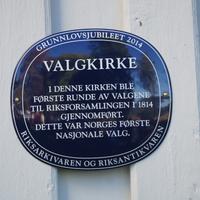 GRUNNLOVSJUBILEET 2014
VALGKIRKE
I DENNE KIRKEN BLE
FØRSTE RUNDE AV VALGENE
TIL RIKSFORSAMLINGEN I 1814
GJENNOMFØRT.
DETTE VAR NORGES FØRSTE
NASJONALE VALG.
RIKSARKIVAREN OG RIKSANTIKVAREN